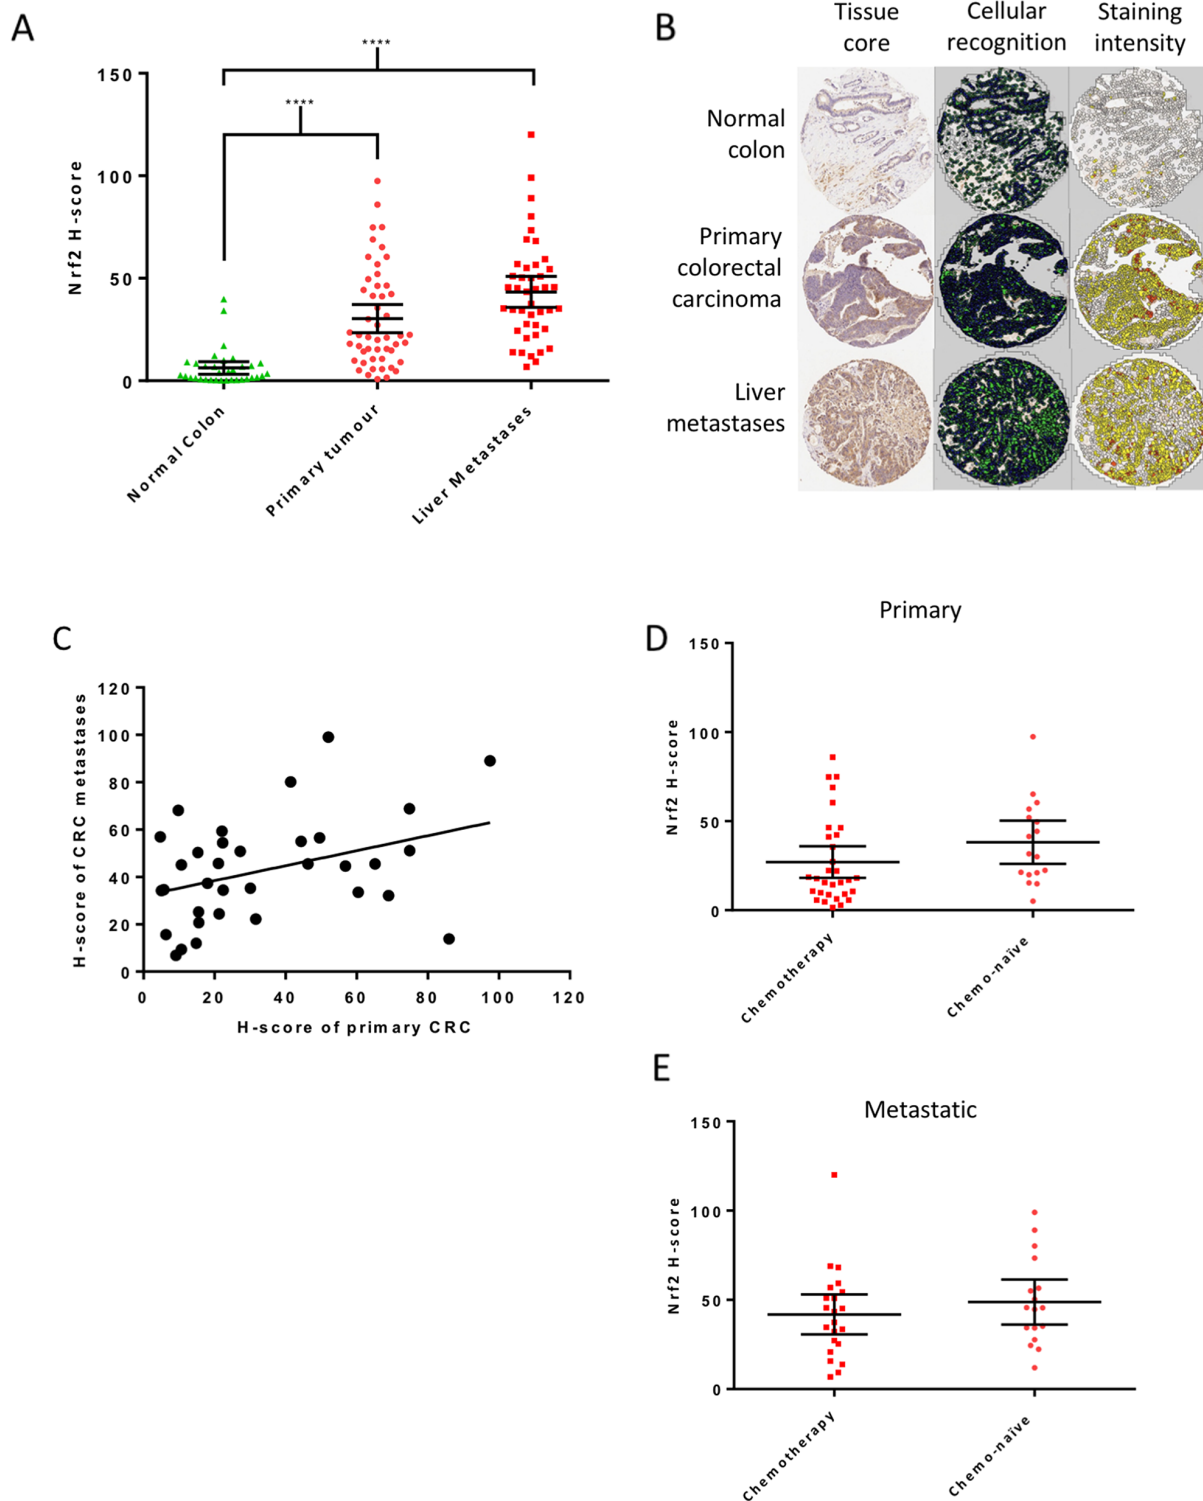 A
****
****
150
100
50
0
Nrf2 H-score
Normal Colon
Primary tumour
Liver Metastases
B
Tissue
core
Cellular
recognition
Staining
intensity
Normal
colon
Primary
colorectal
carcinoma
Liver
metastases
C
120
100
80
60
40
20
0
H-score of CRC metastases
0 20 40 60 80 100 120
H-score of primary CRC
D
Primary
150
100
50
0
Nrf2 H-score
Chemotherapy
Chemo-naïve
E
Metastatic
150
100
50
0
Nrf2 H-score
Chemotherapy
Chemo-naïve